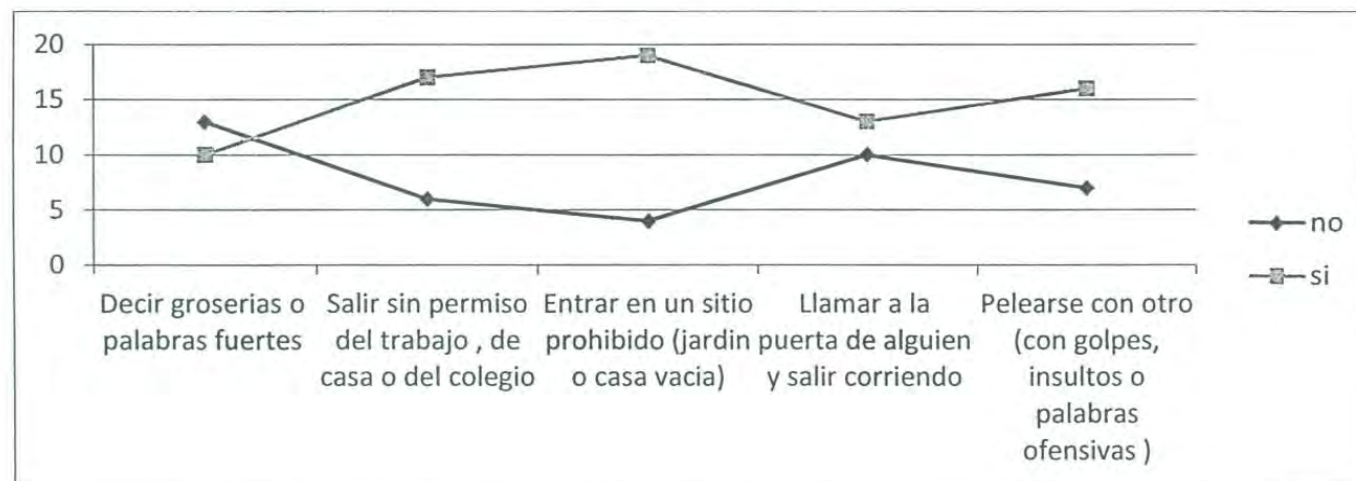 20
15
10
5
0
no
si
Decir groserias o
palabras fuertes
Salir sin permiso
del trabajo , de
casa o del colegio
Entrar en un sitio
prohibido (jardin
o casa vacia)
Llamar a la
puerta de alguien
y salir corriendo
Pelearse con otro
(con golpes,
insultos o
palabras
ofensivas )